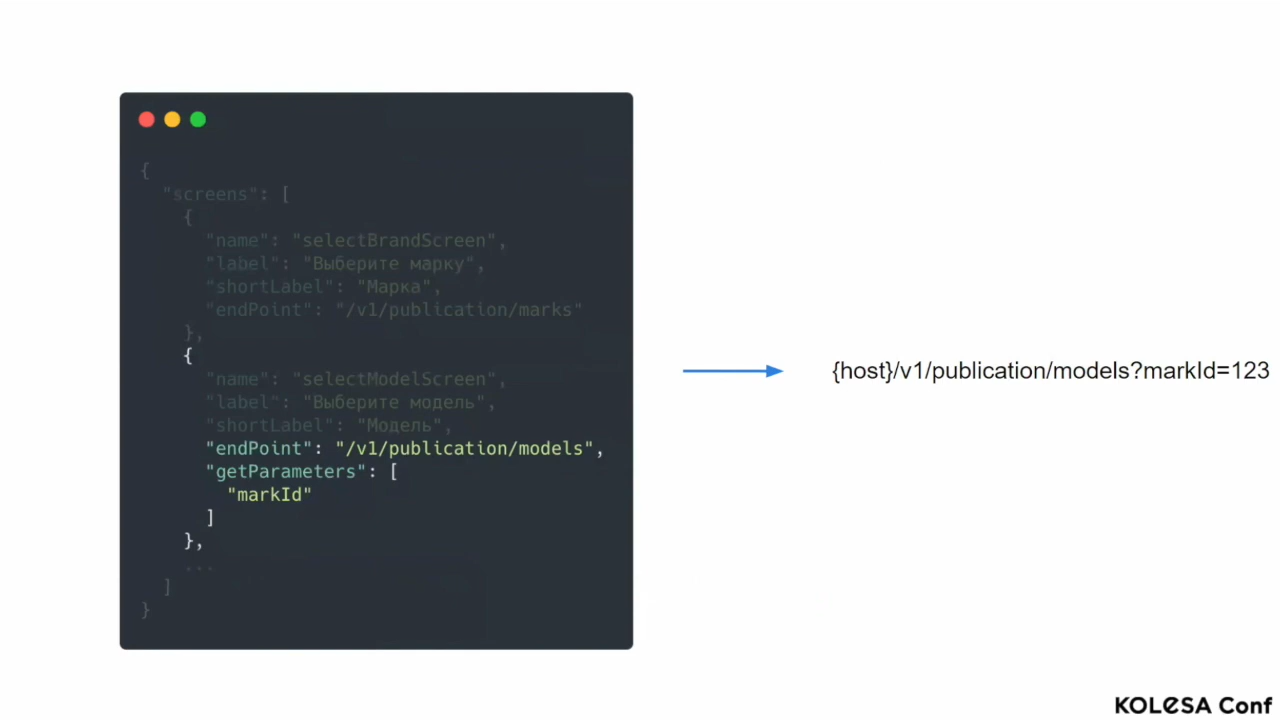 {
"screens": [
{
"name": "selectBrandScreen",
"label": "Выберите марку",
"shortLabel": "Марка",
"endPoint": "/v1/publication/marks"
},
{
"name": "selectModelScreen",
"label": "Выберите модель",
"shortLabel": "Модель",
"endPoint": "/v1/publication/models",
"getParameters": [
"markId"
]
},
...
]
}
{host}/v1/publication/models?markId=123
KOLESA Conf